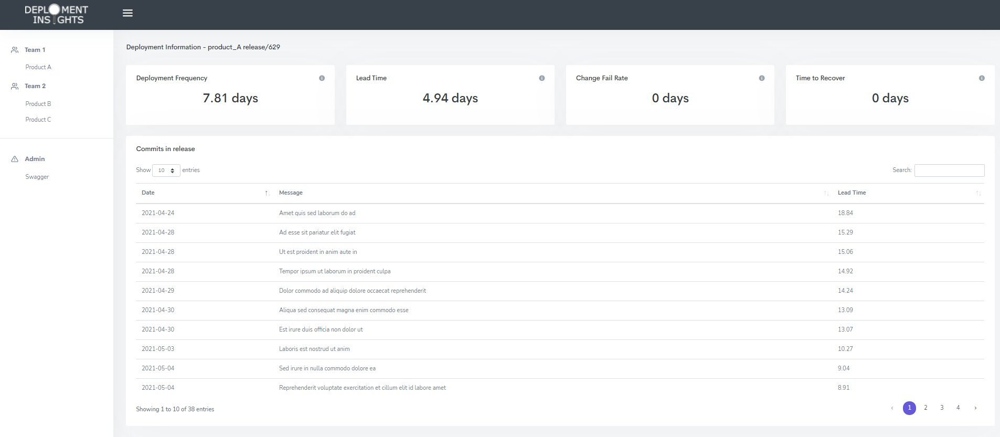 DEPLOYMENT
INSIGHTS
Team 1
Product A
Team 2
Product B
Product C
Admin
Swagger
Deployment Information - product_A release/629
Deployment Frequency
7.81 days
Lead Time
4.94 days
Change Fail Rate
0 days
Time to Recover
0 days
Commits in release
Show 10 entries
Search:
Date Message Lead Time
2021-04-24 Amet quis sed laborum do ad 18.84
2021-04-28 Ad esse sit pariatur elit fugiat 15.29
2021-04-28 Ut est proident in anim aute in 15.06
2021-04-28 Tempor ipsum ut laborum in proident culpa 14.92
2021-04-29 Dolor commodo ad aliquip dolore occaecat reprehenderit 14.24
2021-04-30 Aliqua sed consequat magna enim commodo esse 13.09
2021-04-30 Est irure duis officia non dolor ut 13.07
2021-05-03 Laboris est nostrud ut anim 10.27
2021-05-04 Sed irure in nulla commodo dolore ea 9.04
2021-05-04 Reprehenderit voluptate exercitation et cillum elit id labore amet 8.91
Showing 1 to 10 of 38 entries
‹ 1 2 3 4 ›